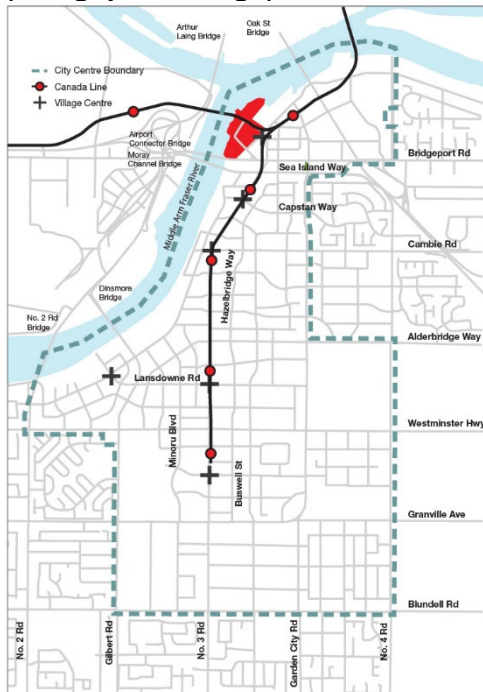 Arthur
Laing Bridge
Oak St
Bridge
City Centre Boundary
Canada Line
Village Centre
Airport
Connector Bridge
Moray
Channel Bridge
Middle Arm Fraser River
Bridgeport Rd
Sea Island Way
Capstan Way
Cambie Rd
Hazelbridge Way
Dinsmore
Bridge
No. 2 Rd
Bridge
Alderbridge Way
Lansdowne Rd
Westminster Hwy
Minoru Blvd
Buswell St
Granville Ave
Blundell Rd
No. 2 Rd
Gilbert Rd
No. 3 Rd
Garden City Rd
No. 4 Rd